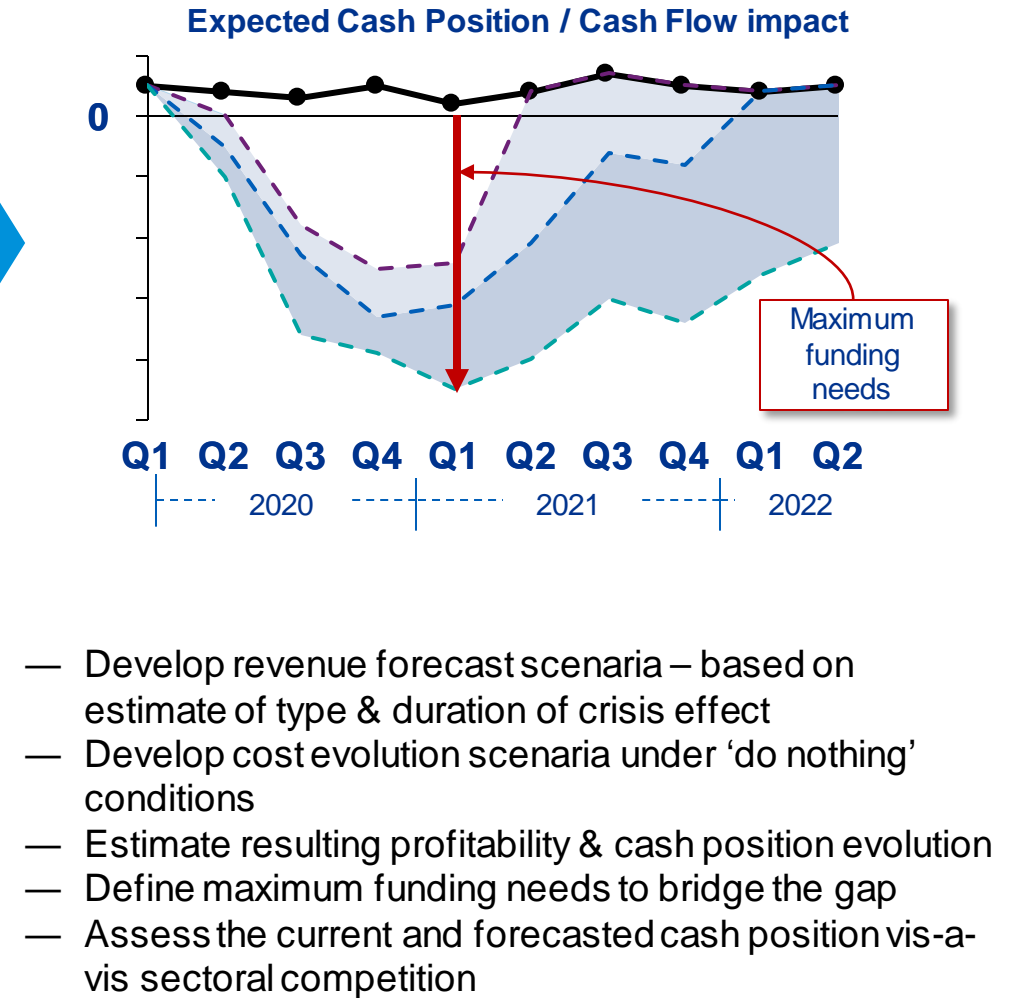 Expected Cash Position / Cash Flow impact
0
Maximum
funding
needs
Q1 Q2 Q3 Q4 Q1 Q2 Q3 Q4 Q1 Q2
2020 2021 2022
— Develop revenue forecast scenaria – based on
estimate of type & duration of crisis effect
— Develop cost evolution scenaria under ‘do nothing’
conditions
— Estimate resulting profitability & cash position evolution
— Define maximum funding needs to bridge the gap
— Assess the current and forecasted cash position vis-a-
vis sectoral competition